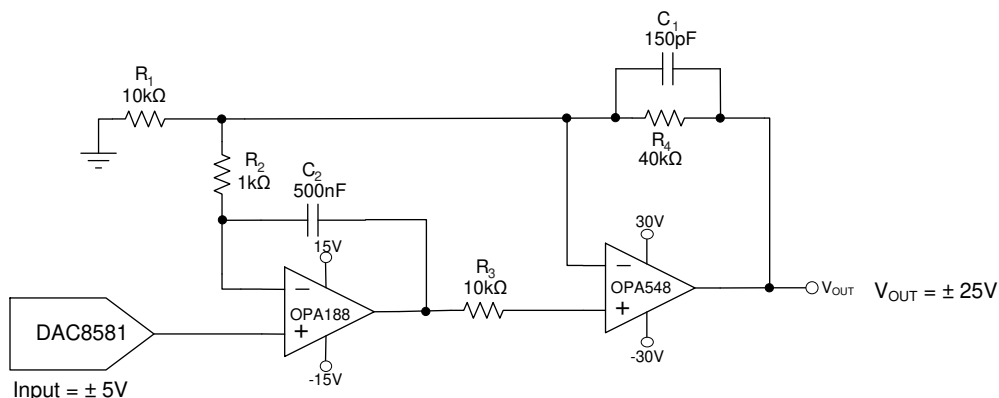 C1
150pF
R1
10kΩ
R4
40kΩ
R2
1kΩ
C2
500nF
15V
30V
R3
10kΩ
−
OPA188
+
−
OPA548
+
VOUT
VOUT = ± 25V
DAC8581
-15V
-30V
Input = ± 5V